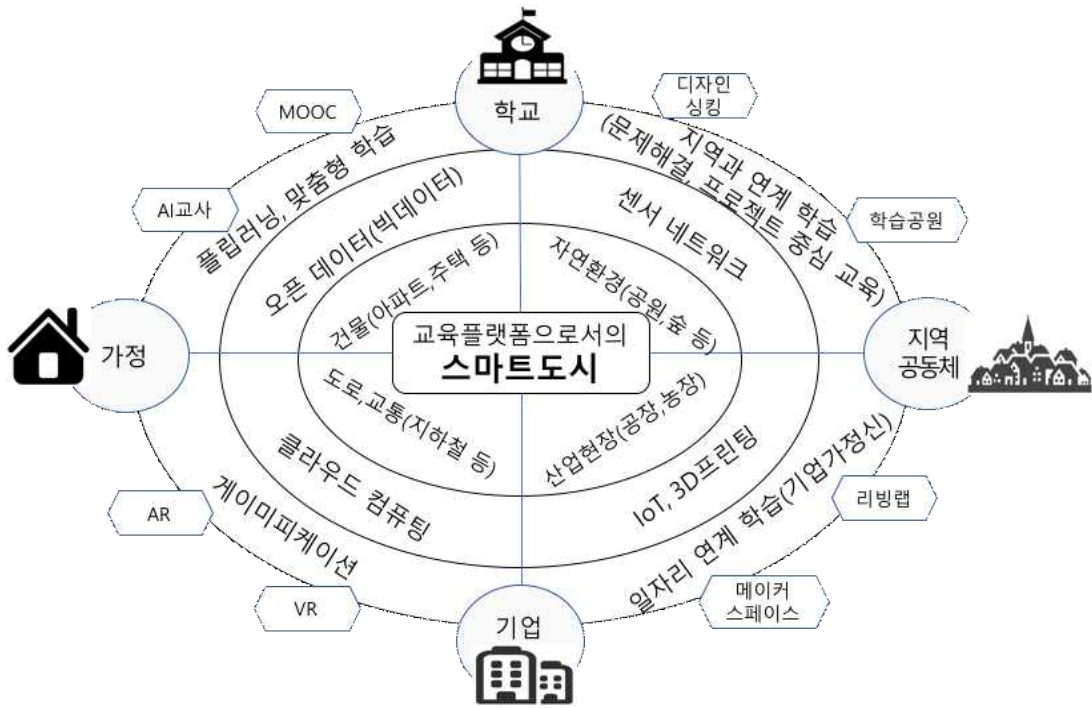 학교
디자인
싱킹
MOOC
지역과 연계 학습
(문제해결, 프로젝트 중심 교육)
플립러닝, 맞춤형 학습
AI교사
학습공원
오픈 데이터(빅데이터)
센서 네트워크
건물(아파트,주택 등)
자연환경(공원,숲 등)
가정
교육플랫폼으로서의
스마트도시
지역
공동체
도로,교통(지하철 등)
산업현장(공장,농장)
클라우드 컴퓨팅
IoT, 3D프린팅
게이미피케이션
일자리 연계 학습(기업가정신)
AR
리빙랩
VR
메이커
스페이스
기업